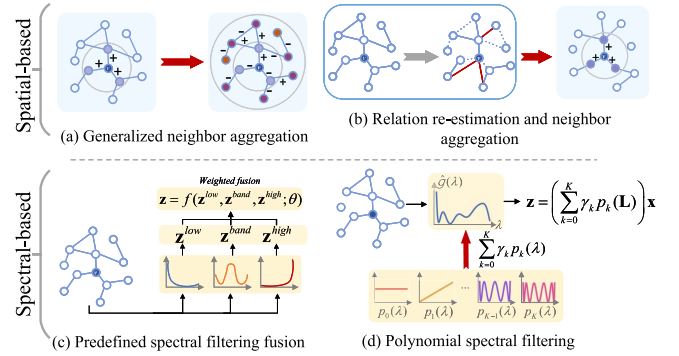 Spatial-based
(a) Generalized neighbor aggregation
(b) Relation re-estimation and neighbor
aggregation
Spectral-based
Weighted fusion
z = f(z^{low}, z^{band}, z^{high}; θ)
z^{low} z^{band} z^{high}
(c) Predefined spectral filtering fusion
ĝ(λ)
λ
z = (∑_{k=0}^{K} γ_k p_k(L)) x
∑_{k=0}^{K} γ_k p_k(λ)
...
p_0(λ) p_1(λ) p_{K-1}(λ) p_K(λ)
(d) Polynomial spectral filtering